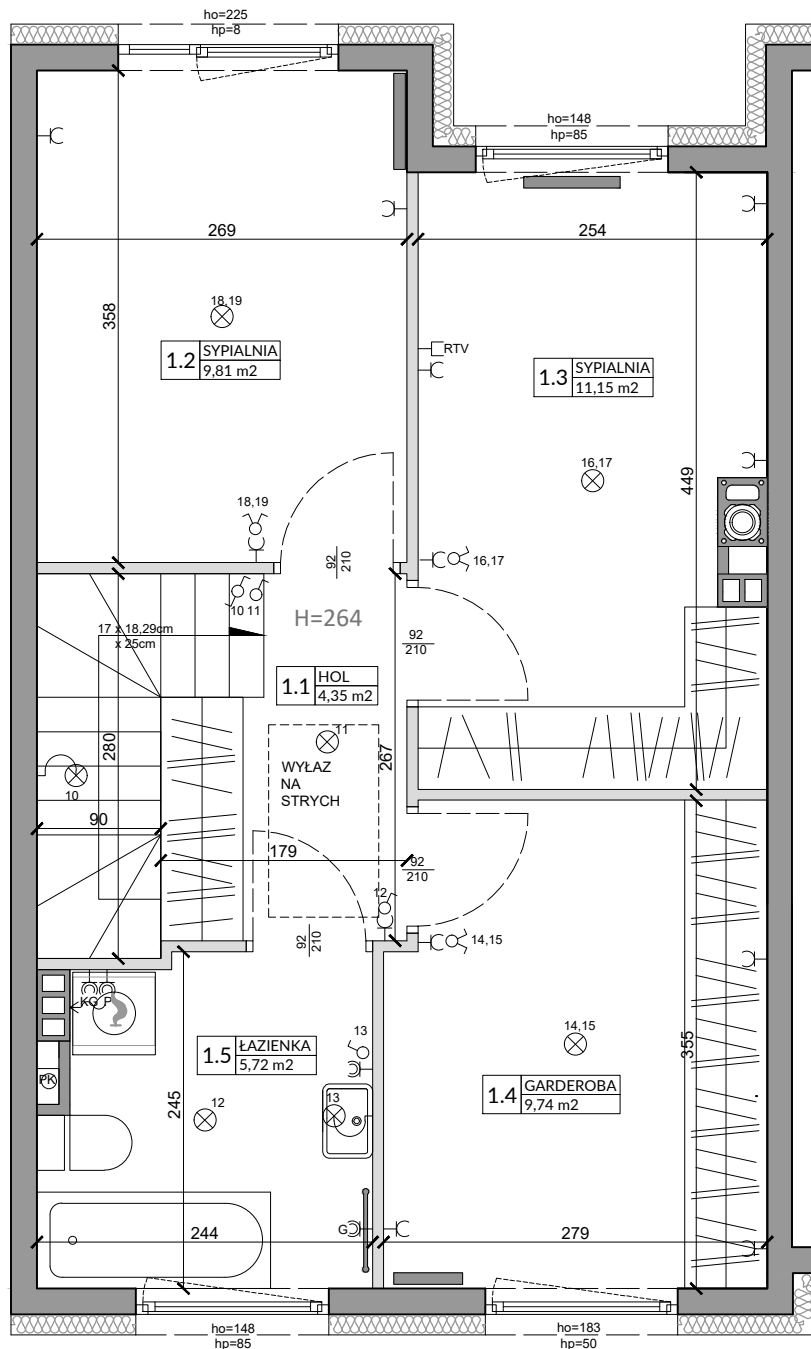 ho=225
hp=8
ho=148
hp=85
269
254
358
18,19
1.2 SYPIALNIA
9,81 m2
RTV
1.3 SYPIALNIA
11,15 m2
16,17
449
18,19
92
210
16,17
10 11
H=264
17 x 18,29cm
x 25cm
92
210
1.1 HOL
4,35 m2
11
WYŁAZ
NA
STRYCH
267
280
10
90
179
92
210
12
92
210
14,15
KG P
13
14,15
1.5 ŁAZIENKA
5,72 m2
355
PK
1.4 GARDEROBA
9,74 m2
245
12
13
G
244
279
ho=148
hp=85
ho=183
hp=50